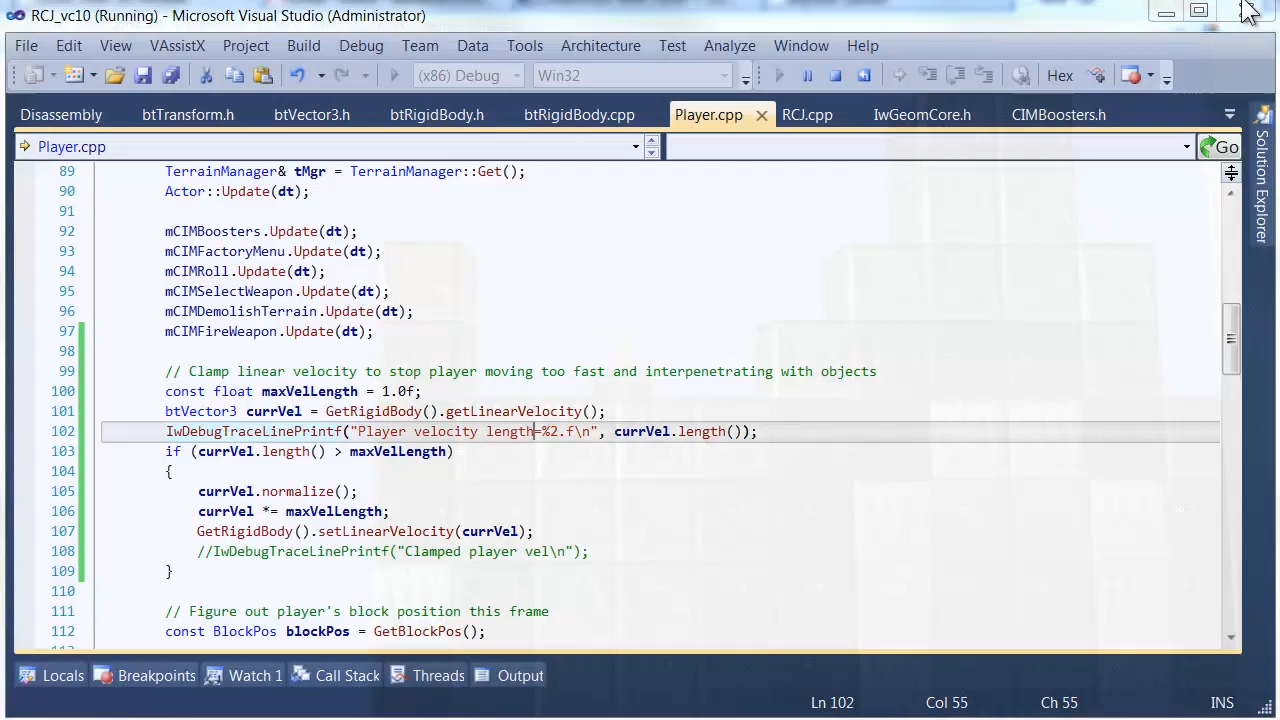 RCJ_vc10 (Running) - Microsoft Visual Studio (Administrator)
File Edit View VAssistX Project Build Debug Team Data Tools Architecture Test Analyze Window Help
(x86) Debug Win32 Hex
Disassembly btTransform.h btVector3.h btRigidBody.h btRigidBody.cpp Player.cpp RCJ.cpp IwGeomCore.h CIMBoosters.h
Player.cpp Go
Solution Explorer
89 TerrainManager& tMgr = TerrainManager::Get();
90 Actor::Update(dt);
91
92 mCIMBoosters.Update(dt);
93 mCIMFactoryMenu.Update(dt);
94 mCIMRoll.Update(dt);
95 mCIMSelectWeapon.Update(dt);
96 mCIMDemolishTerrain.Update(dt);
97 mCIMFireWeapon.Update(dt);
98
99 // Clamp linear velocity to stop player moving too fast and interpenetrating with objects
100 const float maxVelLength = 1.0f;
101 btVector3 currVel = GetRigidBody().getLinearVelocity();
102 IwDebugTraceLinePrintf("Player velocity length=%2.f\n", currVel.length());
103 if (currVel.length() > maxVelLength)
104 {
105 currVel.normalize();
106 currVel *= maxVelLength;
107 GetRigidBody().setLinearVelocity(currVel);
108 //IwDebugTraceLinePrintf("Clamped player vel\n");
109 }
110
111 // Figure out player's block position this frame
112 const BlockPos blockPos = GetBlockPos();
Locals Breakpoints Watch 1 Call Stack Threads Output
Ln 102 Col 55 Ch 55 INS